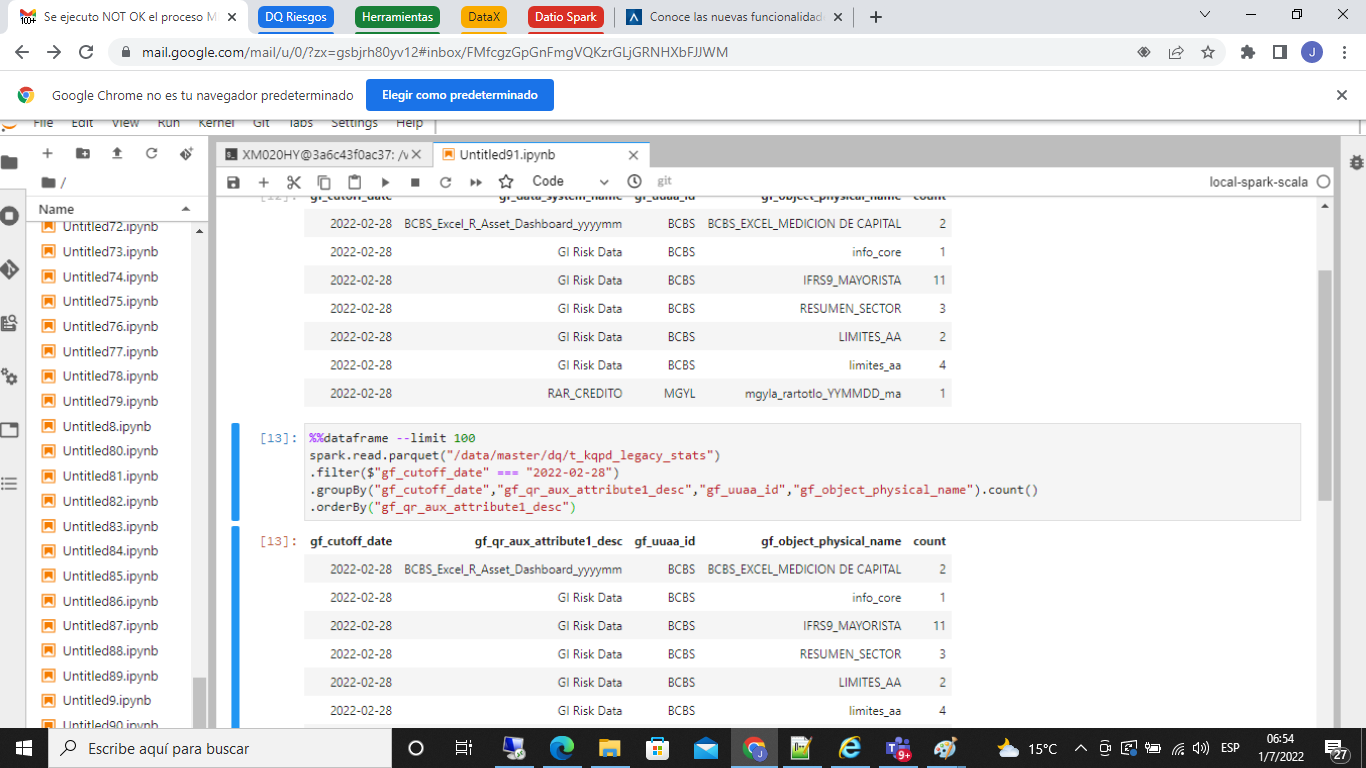 Se ejecuto NOT OK el proceso M
DQ Riesgos
Herramientas
DataX
Datio Spark
Conoce las nuevas funcionalidad
mail.google.com/mail/u/0/?zx=gsbjrh80yv12#inbox/FMfcgzGpGnFmgVQKzrGLjGRNHXbFJJWM
J
Google Chrome no es tu navegador predeterminado
Elegir como predeterminado
File Edit View Run Kernel Git Tabs Settings Help
XM020HY@3a6c43f0ac37: /v
Untitled91.ipynb
/
Code
git
local-spark-scala
Name
Untitled72.ipynb
Untitled73.ipynb
Untitled74.ipynb
Untitled75.ipynb
Untitled76.ipynb
Untitled77.ipynb
Untitled78.ipynb
Untitled79.ipynb
Untitled8.ipynb
Untitled80.ipynb
Untitled81.ipynb
Untitled82.ipynb
Untitled83.ipynb
Untitled84.ipynb
Untitled85.ipynb
Untitled86.ipynb
Untitled87.ipynb
Untitled88.ipynb
Untitled89.ipynb
Untitled9.ipynb
Untitled90.ipynb
[12]: gf_cutoff_date gf_data_system_name gf_uuaa_id gf_object_physical_name count
2022-02-28 BCBS_Excel_R_Asset_Dashboard_yyyymm BCBS BCBS_EXCEL_MEDICION DE CAPITAL 2
2022-02-28 GI Risk Data BCBS info_core 1
2022-02-28 GI Risk Data BCBS IFRS9_MAYORISTA 11
2022-02-28 GI Risk Data BCBS RESUMEN_SECTOR 3
2022-02-28 GI Risk Data BCBS LIMITES_AA 2
2022-02-28 GI Risk Data BCBS limites_aa 4
2022-02-28 RAR_CREDITO MGYL mgyla_rartotlo_YYMMDD_ma 1
[13]: %%dataframe --limit 100
spark.read.parquet("/data/master/dq/t_kqpd_legacy_stats")
.filter($"gf_cutoff_date" === "2022-02-28")
.groupBy("gf_cutoff_date","gf_qr_aux_attribute1_desc","gf_uuaa_id","gf_object_physical_name").count()
.orderBy("gf_qr_aux_attribute1_desc")
[13]: gf_cutoff_date gf_qr_aux_attribute1_desc gf_uuaa_id gf_object_physical_name count
2022-02-28 BCBS_Excel_R_Asset_Dashboard_yyyymm BCBS BCBS_EXCEL_MEDICION DE CAPITAL 2
2022-02-28 GI Risk Data BCBS info_core 1
2022-02-28 GI Risk Data BCBS IFRS9_MAYORISTA 11
2022-02-28 GI Risk Data BCBS RESUMEN_SECTOR 3
2022-02-28 GI Risk Data BCBS LIMITES_AA 2
2022-02-28 GI Risk Data BCBS limites_aa 4
Escribe aquí para buscar
9+
15°C
ESP
06:54
1/7/2022
27